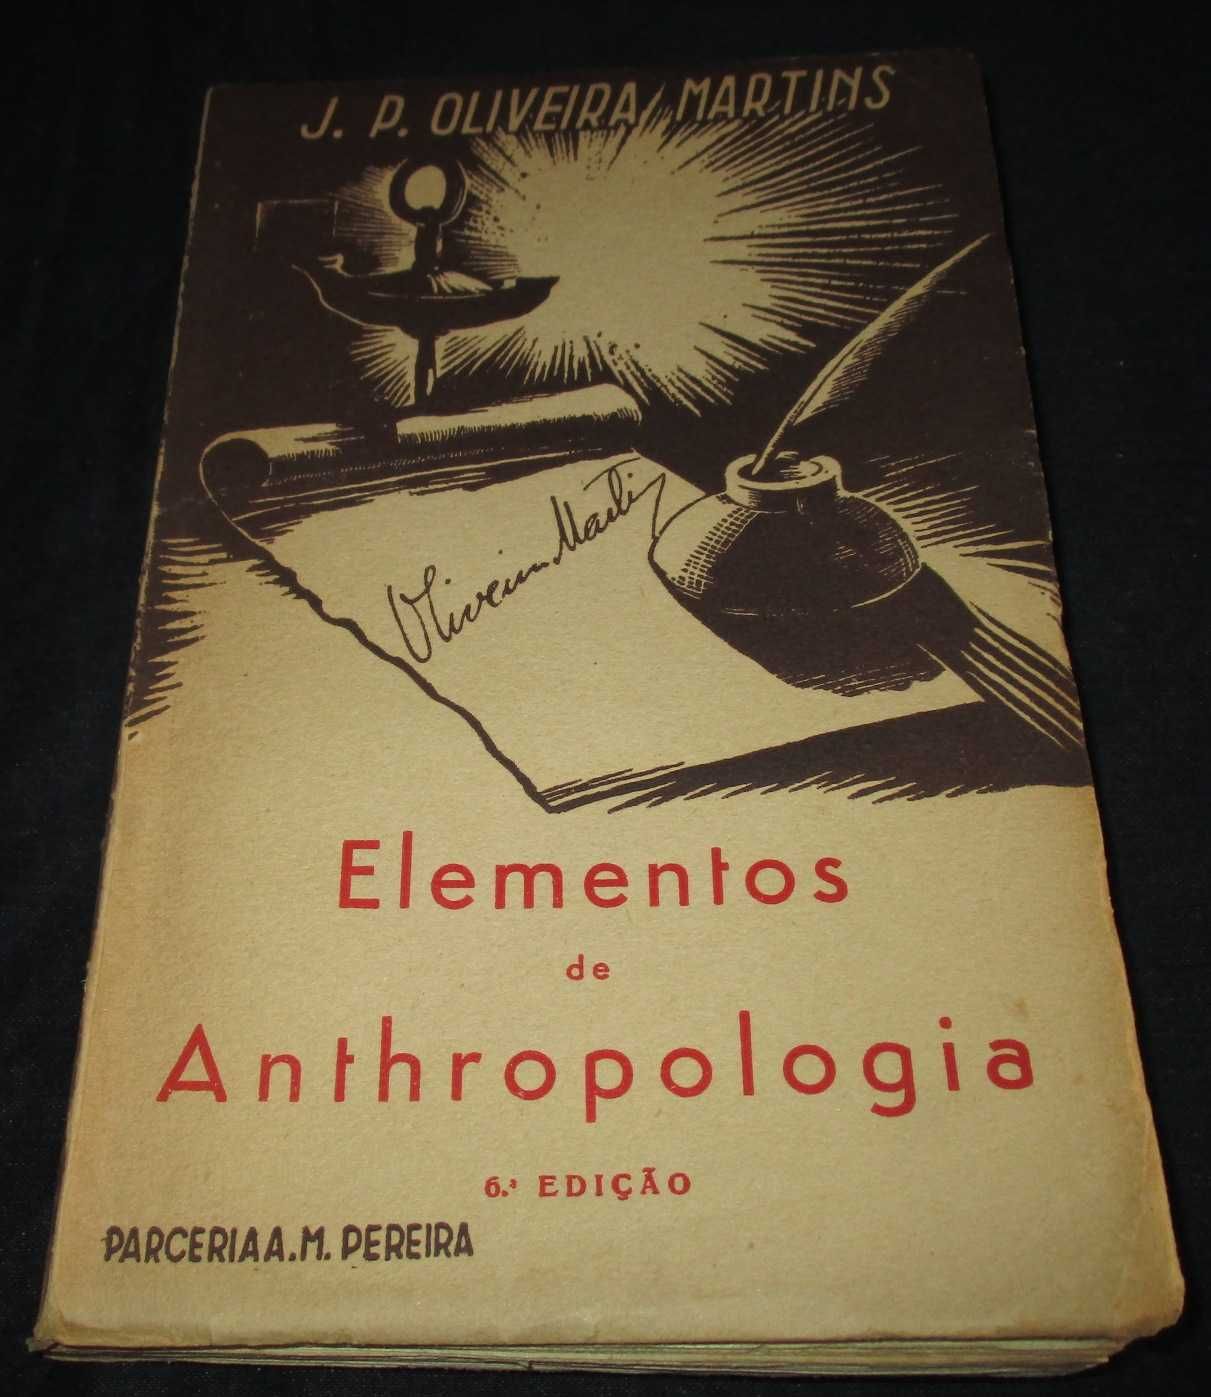 J. P. OLIVEIRA MARTINS
Oliveira Martins
Elementos
de
Anthropologia
6.ª EDIÇÃO
PARCERIA A. M. PEREIRA